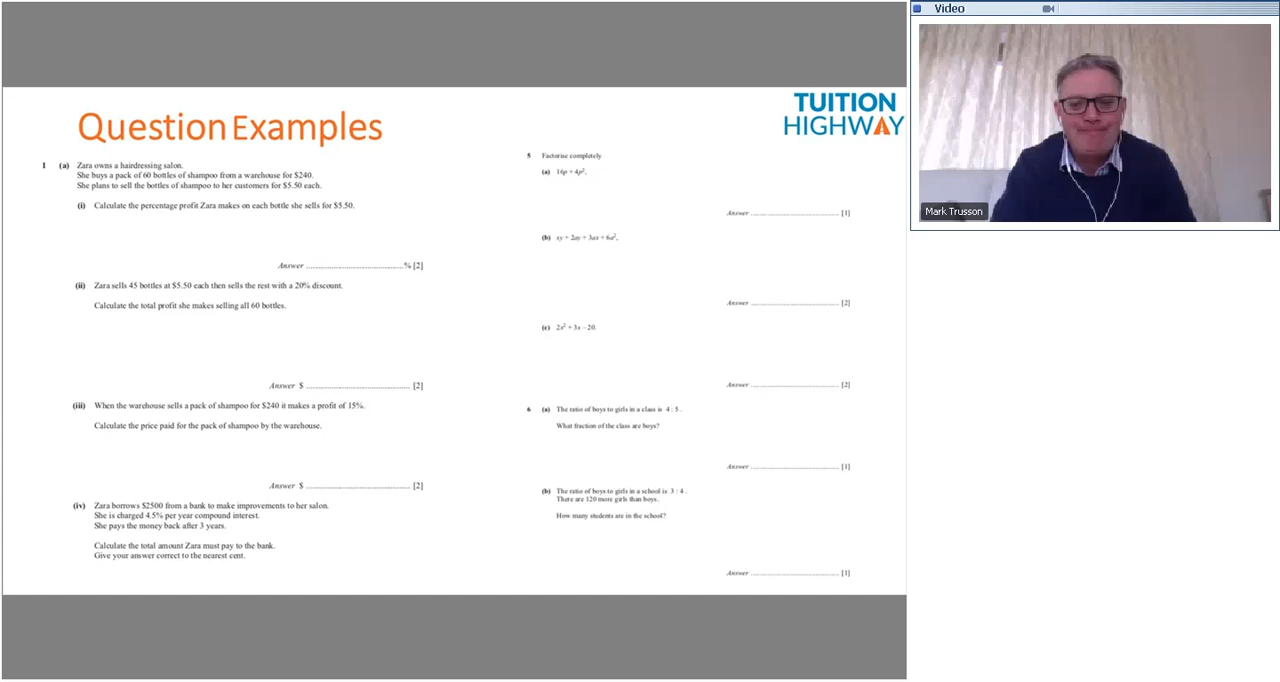 Video
Mark Trusson
TUITION
HIGHWAY
Question Examples
1 (a) Zara owns a hairdressing salon.
She buys a pack of 60 bottles of shampoo from a warehouse for $240.
She plans to sell the bottles of shampoo to her customers for $5.50 each.
(i) Calculate the percentage profit Zara makes on each bottle she sells for $5.50.
Answer ............................................% [2]
(ii) Zara sells 45 bottles at $5.50 each then sells the rest with a 20% discount.
Calculate the total profit she makes selling all 60 bottles.
Answer $ ............................................ [2]
(iii) When the warehouse sells a pack of shampoo for $240 it makes a profit of 15%.
Calculate the price paid for the pack of shampoo by the warehouse.
Answer $ ............................................ [2]
(iv) Zara borrows $2500 from a bank to make improvements to her salon.
She is charged 4.5% per year compound interest.
She pays the money back after 3 years.
Calculate the total amount Zara must pay to the bank.
Give your answer correct to the nearest cent.
5 Factorise completely
(a) 16p + 4p²,
Answer ............................................ [1]
(b) xy + 2ay + 3ax + 6a²,
Answer ............................................ [2]
(c) 2x² + 3x – 20.
Answer ............................................ [2]
6 (a) The ratio of boys to girls in a class is 4 : 5 .
What fraction of the class are boys?
Answer ............................................ [1]
(b) The ratio of boys to girls in a school is 3 : 4 .
There are 120 more girls than boys.
How many students are in the school?
Answer ............................................ [1]